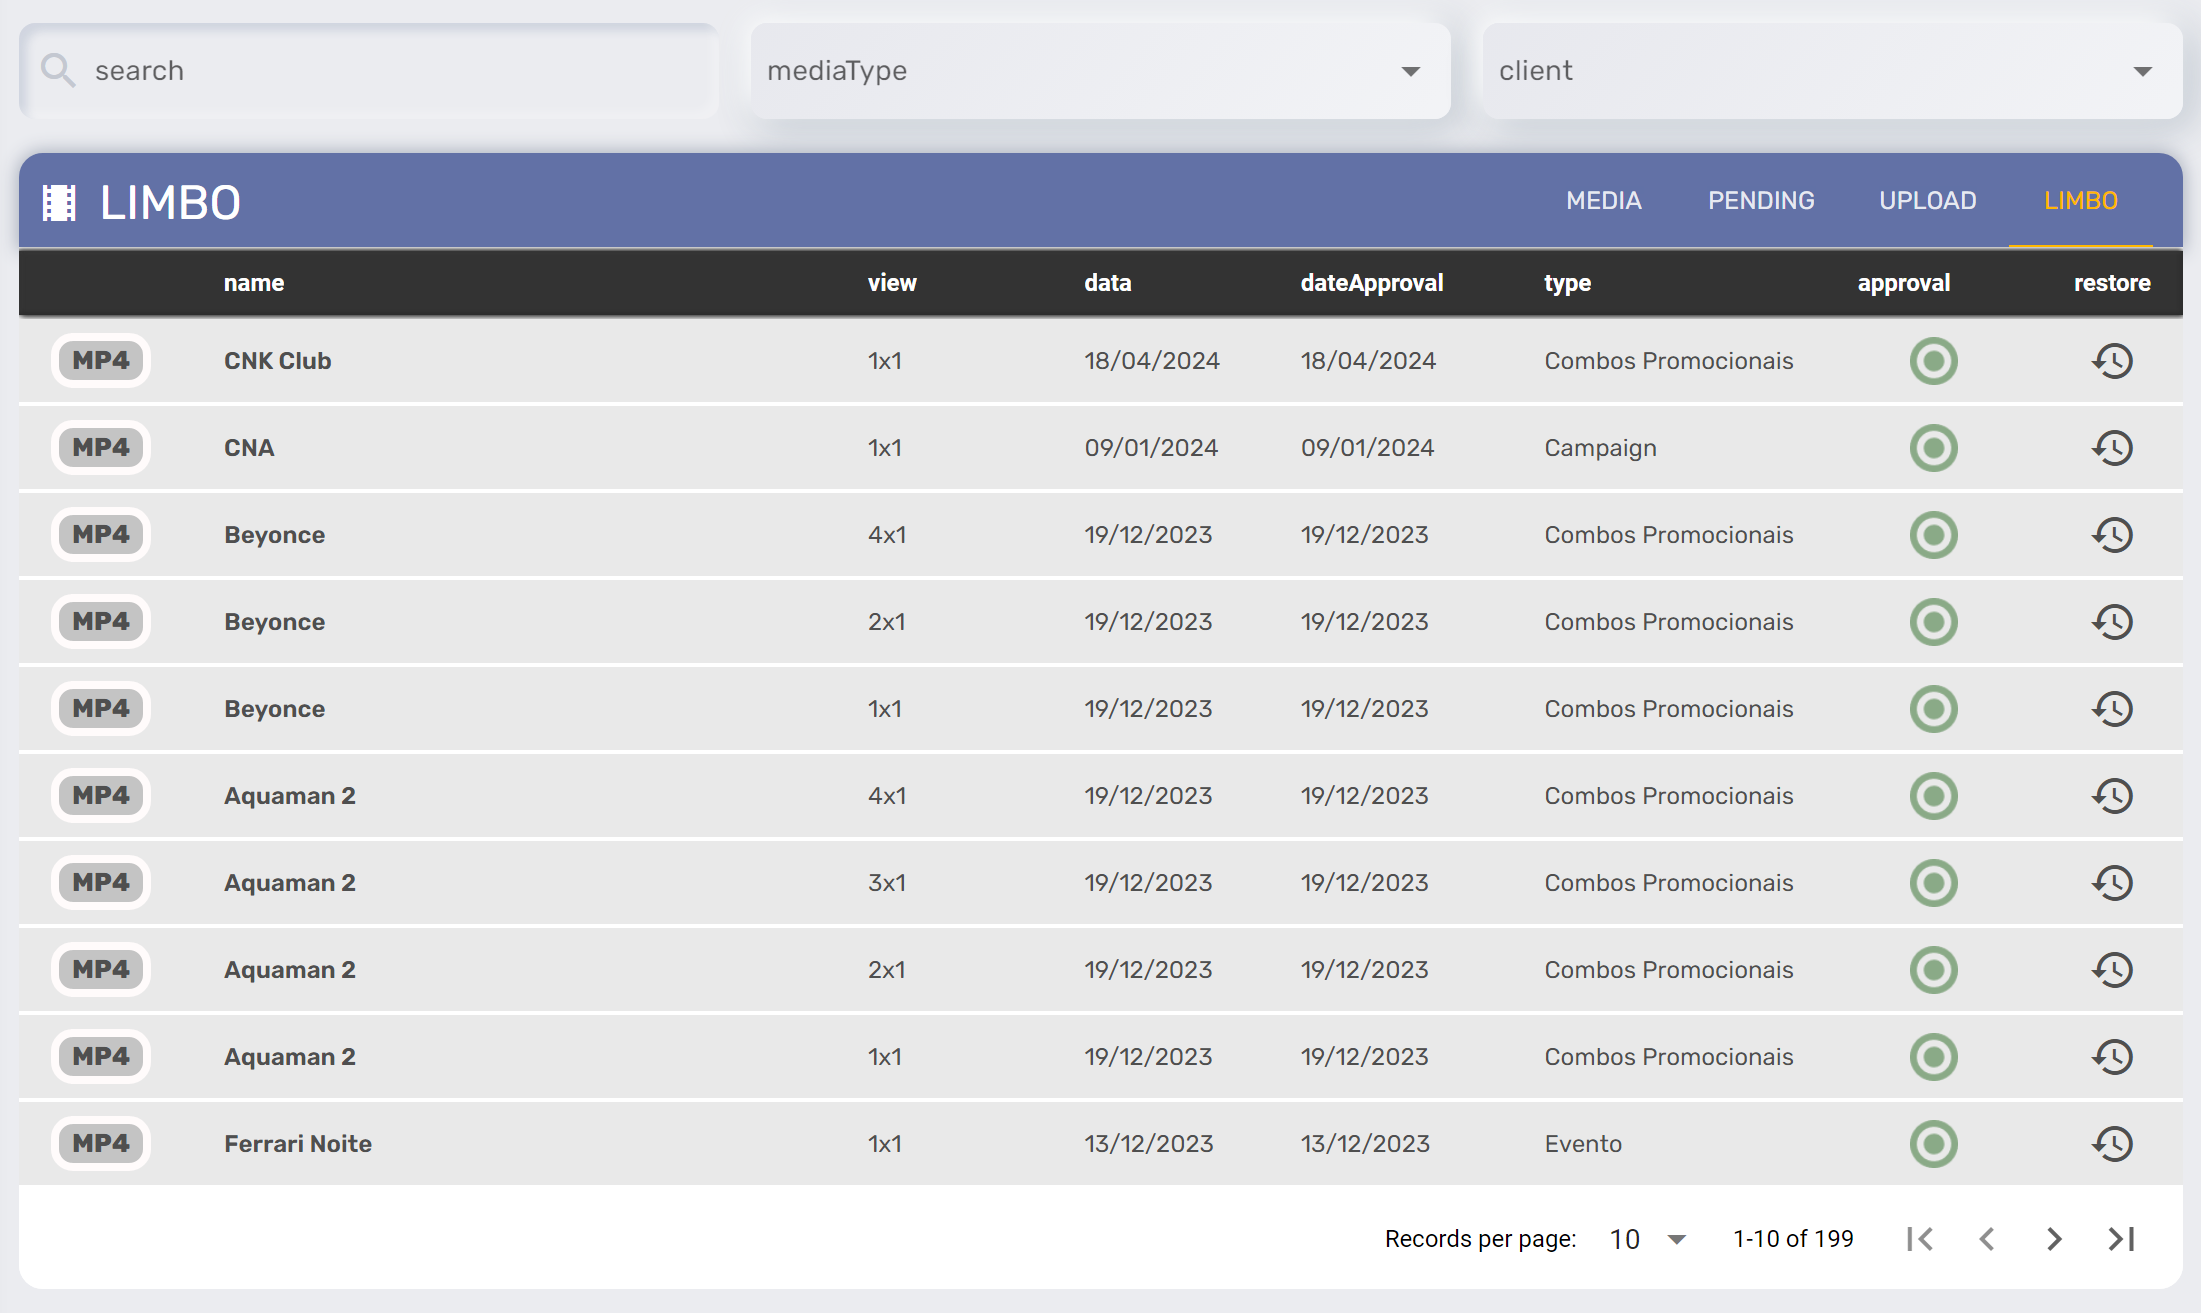 search mediaType client
LIMBO MEDIA PENDING UPLOAD LIMBO
name view data dateApproval type approval restore
MP4 CNK Club 1x1 18/04/2024 18/04/2024 Combos Promocionais
MP4 CNA 1x1 09/01/2024 09/01/2024 Campaign
MP4 Beyonce 4x1 19/12/2023 19/12/2023 Combos Promocionais
MP4 Beyonce 2x1 19/12/2023 19/12/2023 Combos Promocionais
MP4 Beyonce 1x1 19/12/2023 19/12/2023 Combos Promocionais
MP4 Aquaman 2 4x1 19/12/2023 19/12/2023 Combos Promocionais
MP4 Aquaman 2 3x1 19/12/2023 19/12/2023 Combos Promocionais
MP4 Aquaman 2 2x1 19/12/2023 19/12/2023 Combos Promocionais
MP4 Aquaman 2 1x1 19/12/2023 19/12/2023 Combos Promocionais
MP4 Ferrari Noite 1x1 13/12/2023 13/12/2023 Evento
Records per page: 10 1-10 of 199